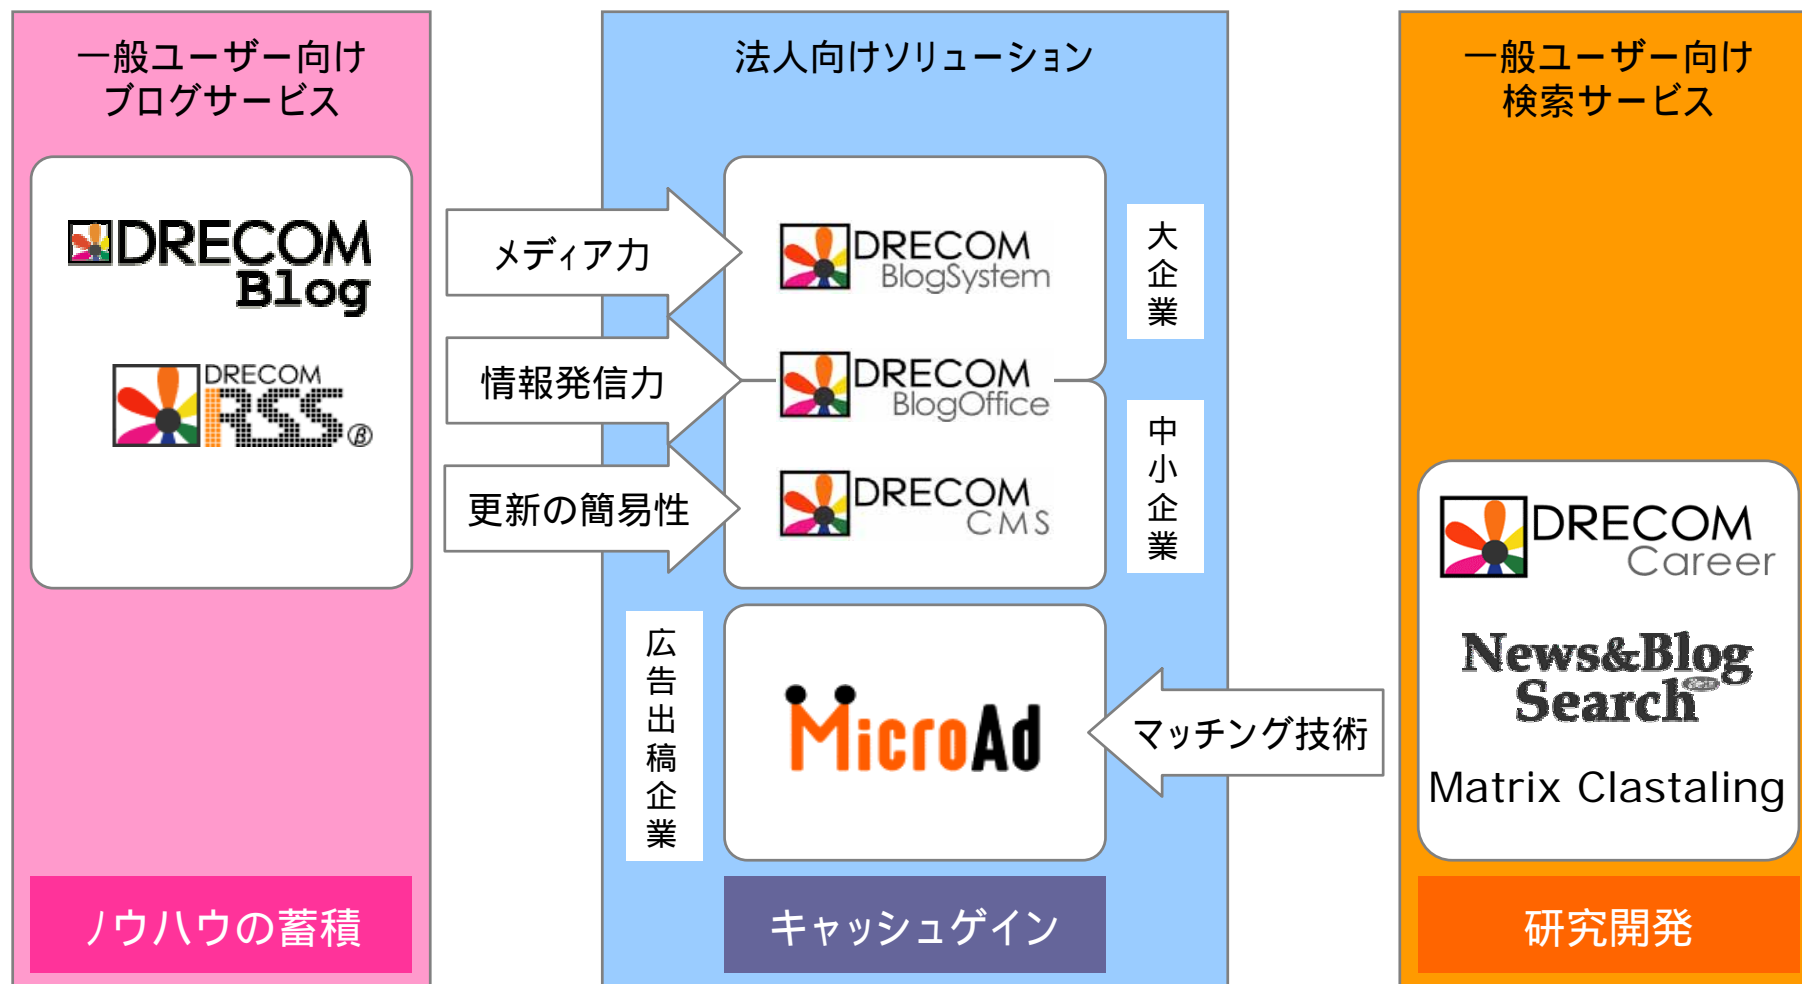 一般ユーザー向け
ブログサービス
DRECOM
Blog
DRECOM
RSS β
ノウハウの蓄積
メディア力
情報発信力
更新の簡易性
法人向けソリューション
DRECOM
BlogSystem
DRECOM
BlogOffice
DRECOM
CMS
大企業
中小企業
広告出稿企業
MicroAd
キャッシュゲイン
マッチング技術
一般ユーザー向け
検索サービス
DRECOM
Career
News&Blog
Search
Matrix Clastaling
研究開発